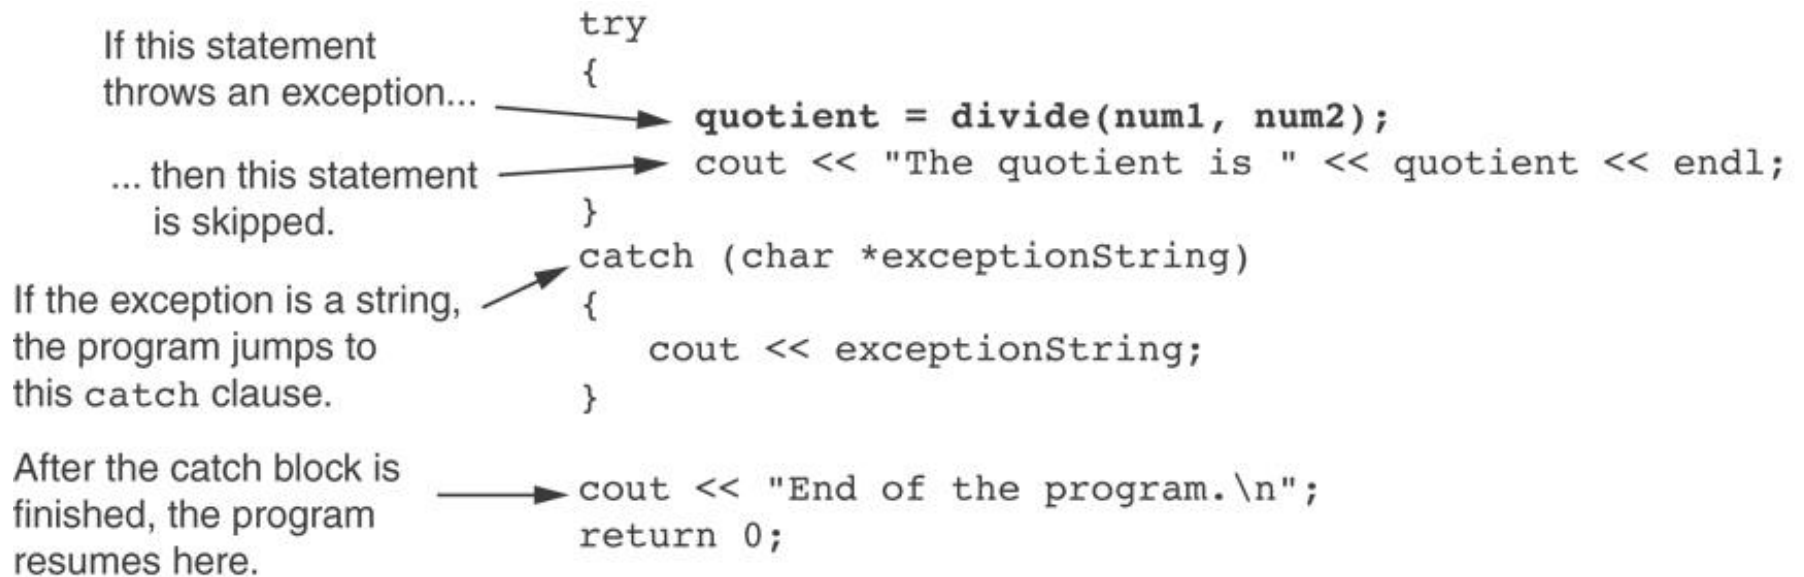 If this statement
throws an exception...
... then this statement
is skipped.
If the exception is a string,
the program jumps to
this catch clause.
After the catch block is
finished, the program
resumes here.
try
{
quotient = divide(num1, num2);
cout << "The quotient is " << quotient << endl;
}
catch (char *exceptionString)
{
cout << exceptionString;
}
cout << "End of the program.\n";
return 0;